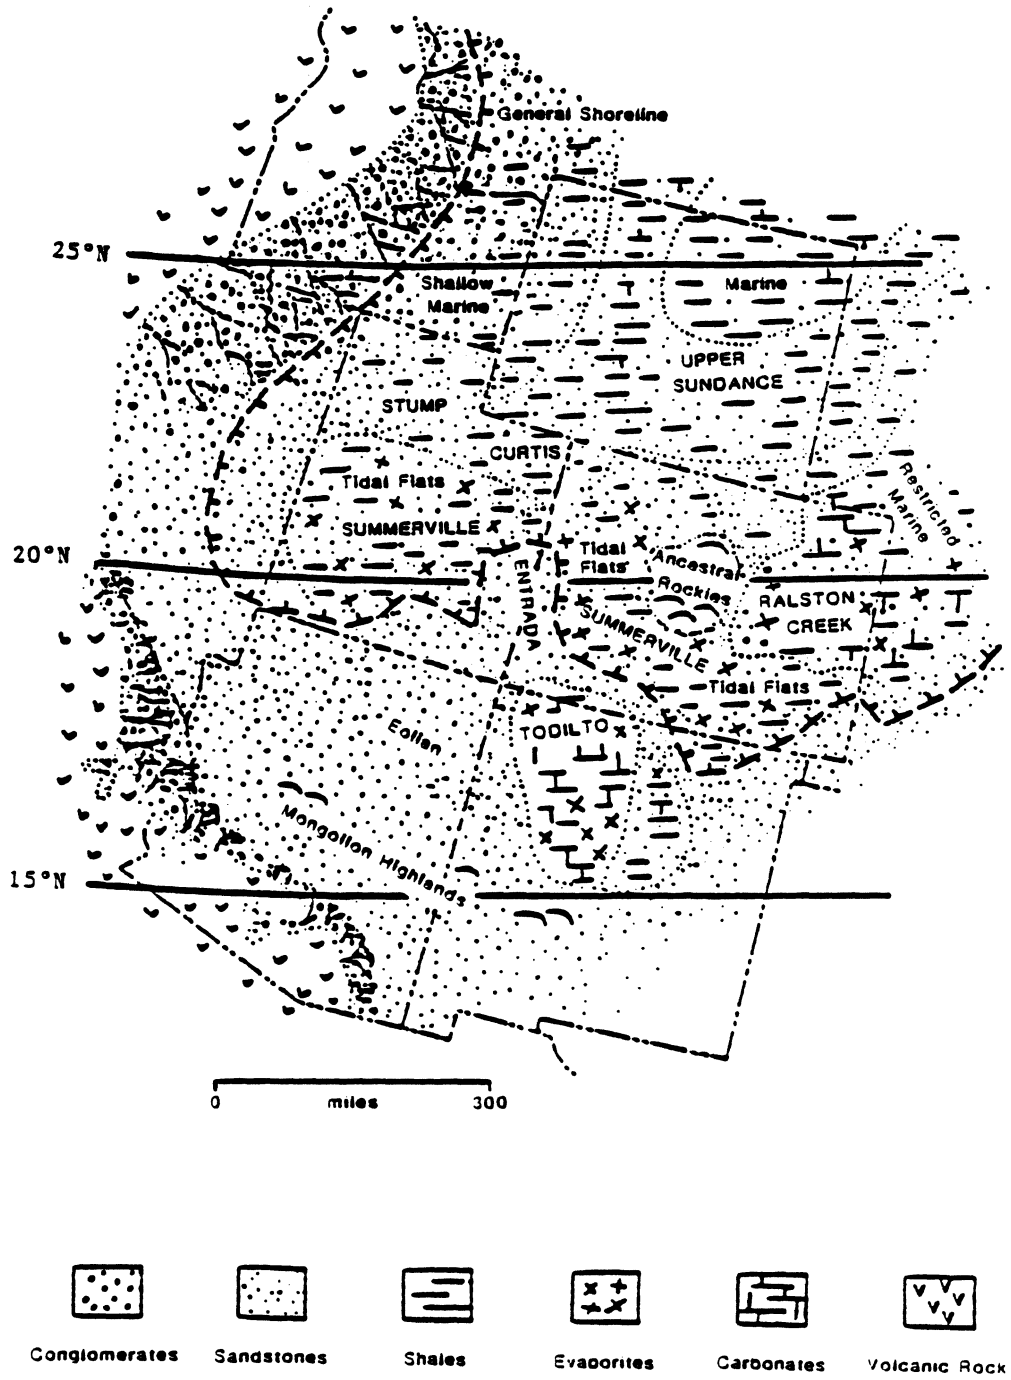 General Shoreline
25°N
Shallow
Marine
Marine
UPPER
SUNDANCE
STUMP
CURTIS
Tidal Flats
SUMMERVILLE
Restricted
Marine
20°N
Tidal
Flats
Ancestral
Rockies
ENTRADA
RALSTON
CREEK
SUMMERVILLE
Tidal Flats
TODILTO
Eolian
Mongollon Highlands
15°N
0 miles 300
Conglomerates
Sandstones
Shales
Evaporites
Carbonates
Volcanic Rock